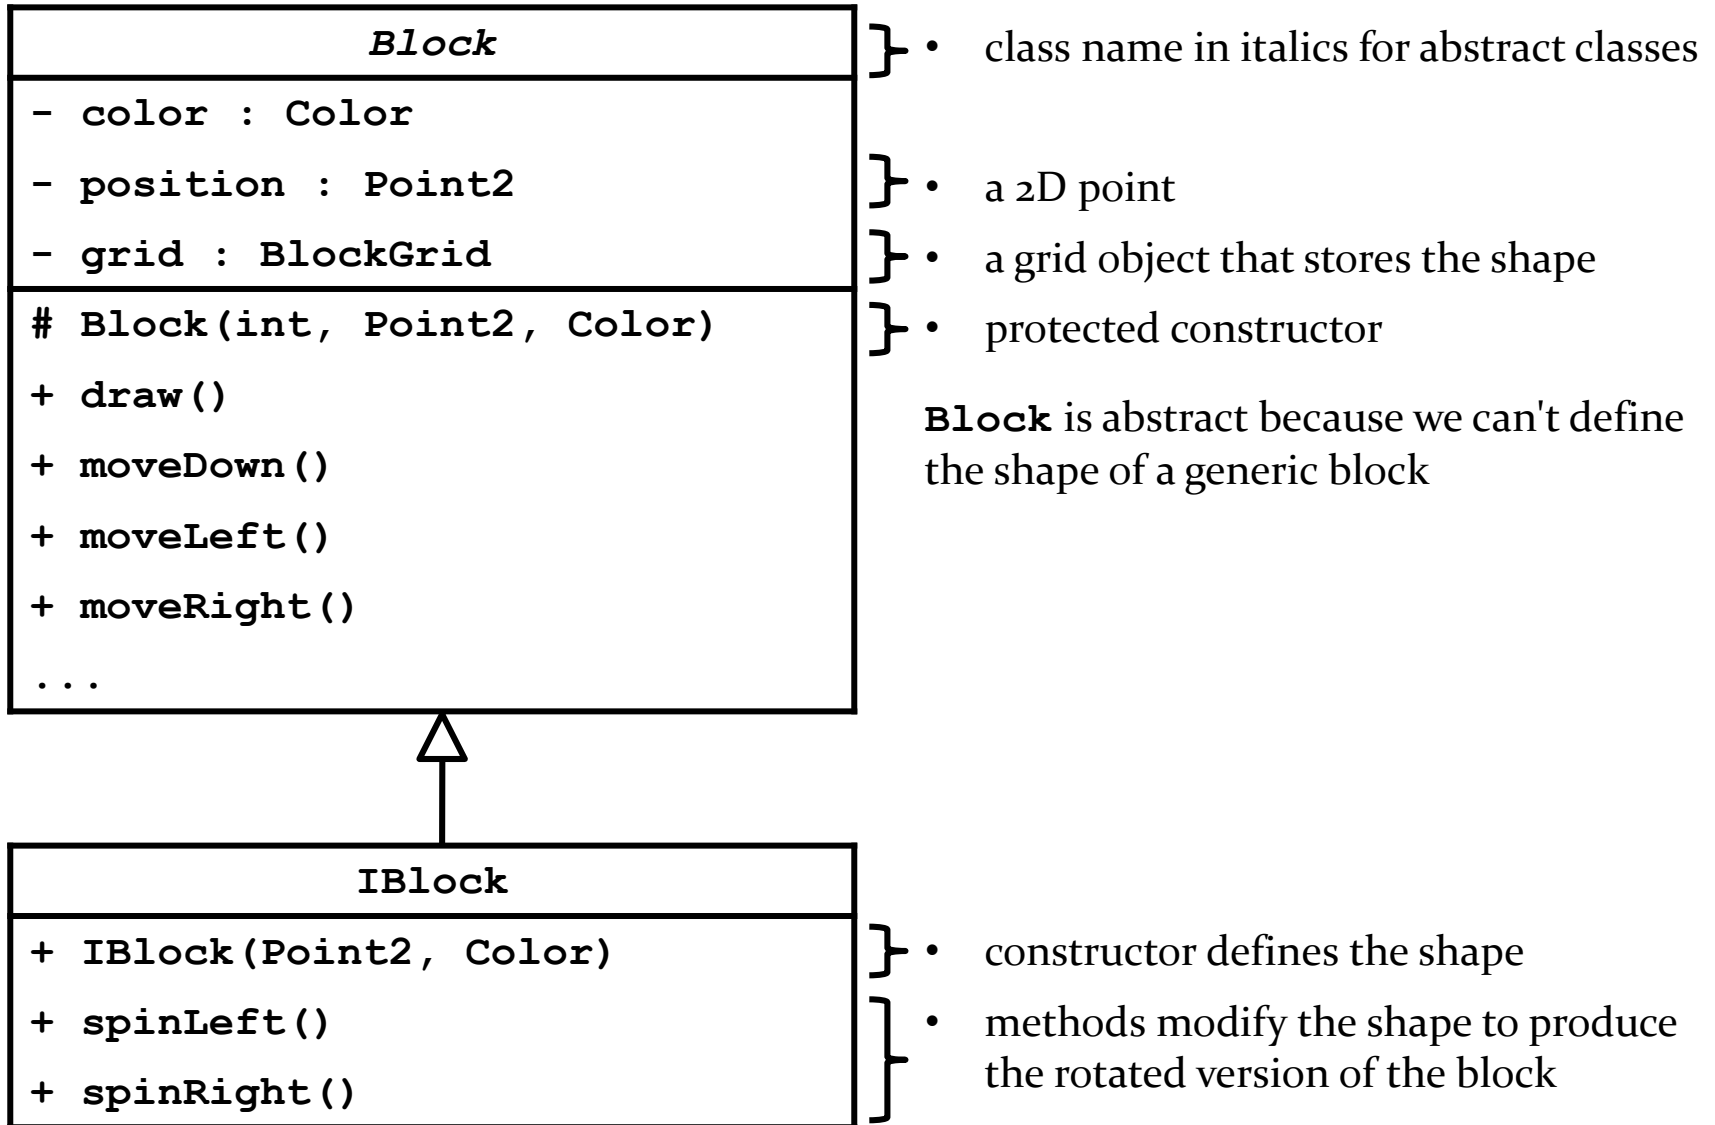 Block
• class name in italics for abstract classes
- color : Color
- position : Point2
• a 2D point
- grid : BlockGrid
• a grid object that stores the shape
# Block(int, Point2, Color)
• protected constructor
+ draw()
+ moveDown()
+ moveLeft()
+ moveRight()
...
Block is abstract because we can't define
the shape of a generic block
IBlock
+ IBlock(Point2, Color)
• constructor defines the shape
+ spinLeft()
+ spinRight()
• methods modify the shape to produce
the rotated version of the block